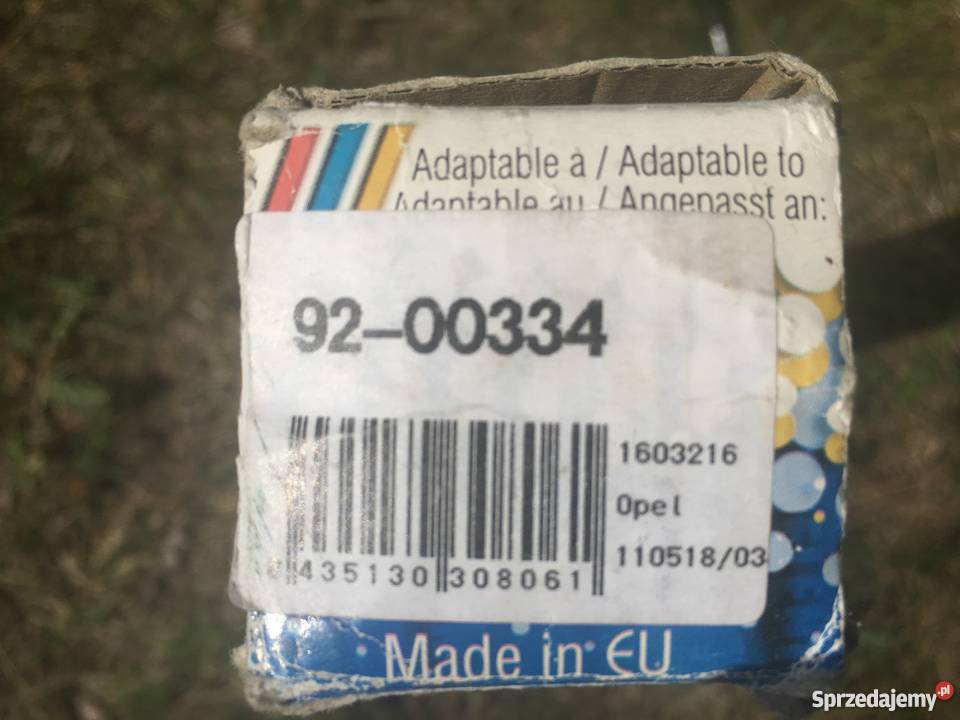 Adaptable a / Adaptable to
Adaptable au / Angepasst an:
92-00334
1603216
Opel
110518/03
435130 308061
Made in EU
Sprzedajemy.pl